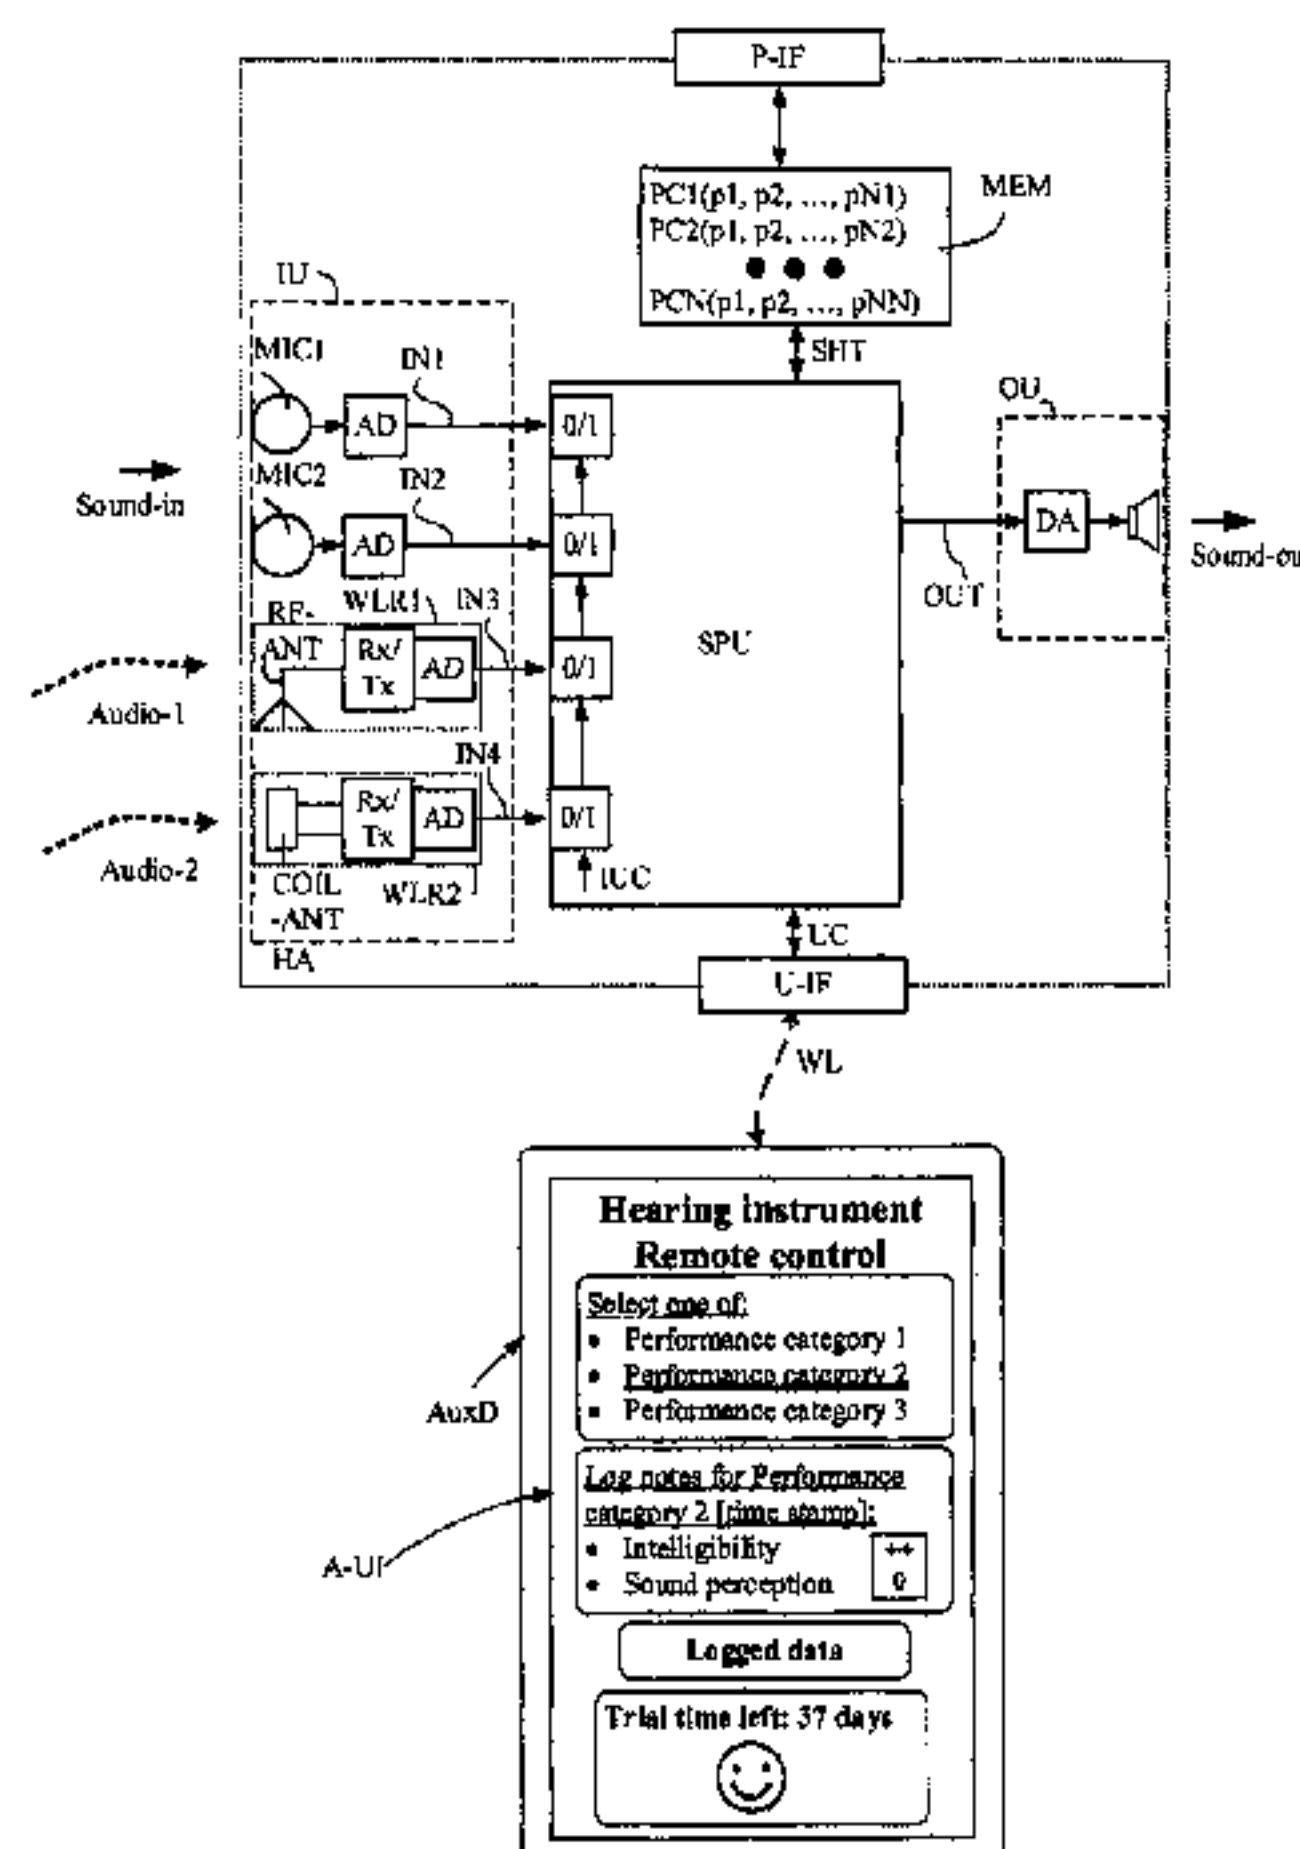 P-IF
PC1(p1, p2, ..., pN1)
PC2(p1, p2, ..., pN2)
PCN(p1, p2, ..., pNN)
MEM
SHT
IU
MIC1
AD
IN1
0/1
MIC2
AD
IN2
0/1
Sound-in
RF-
ANT
WLR1
Rx/
Tx
AD
IN3
0/1
Audio-1
IN4
Rx/
Tx
AD
0/1
Audio-2
COIL
-ANT
WLR2
IUC
HA
SPU
OU
DA
OUT
Sound-ou
UC
U-IF
WL
Hearing instrument
Remote control
Select one of:
• Performance category 1
• Performance category 2
• Performance category 3
AuxD
Log notes for Performance
category 2 [time stamp]:
• Intelligibility ++
• Sound perception 0
A-UI
Logged data
Trial time left: 37 days